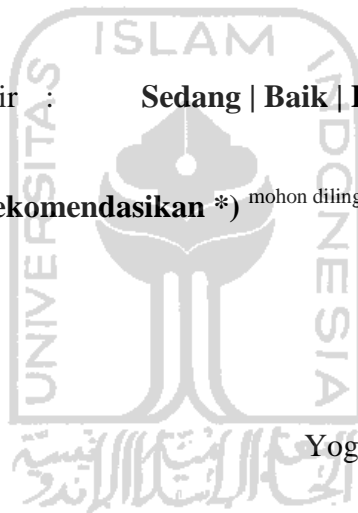 ISLAM
UNIVERSITAS
INDONESIA
ir : Sedang | Baik |
ekomendasikan *) mohon diling
Yog